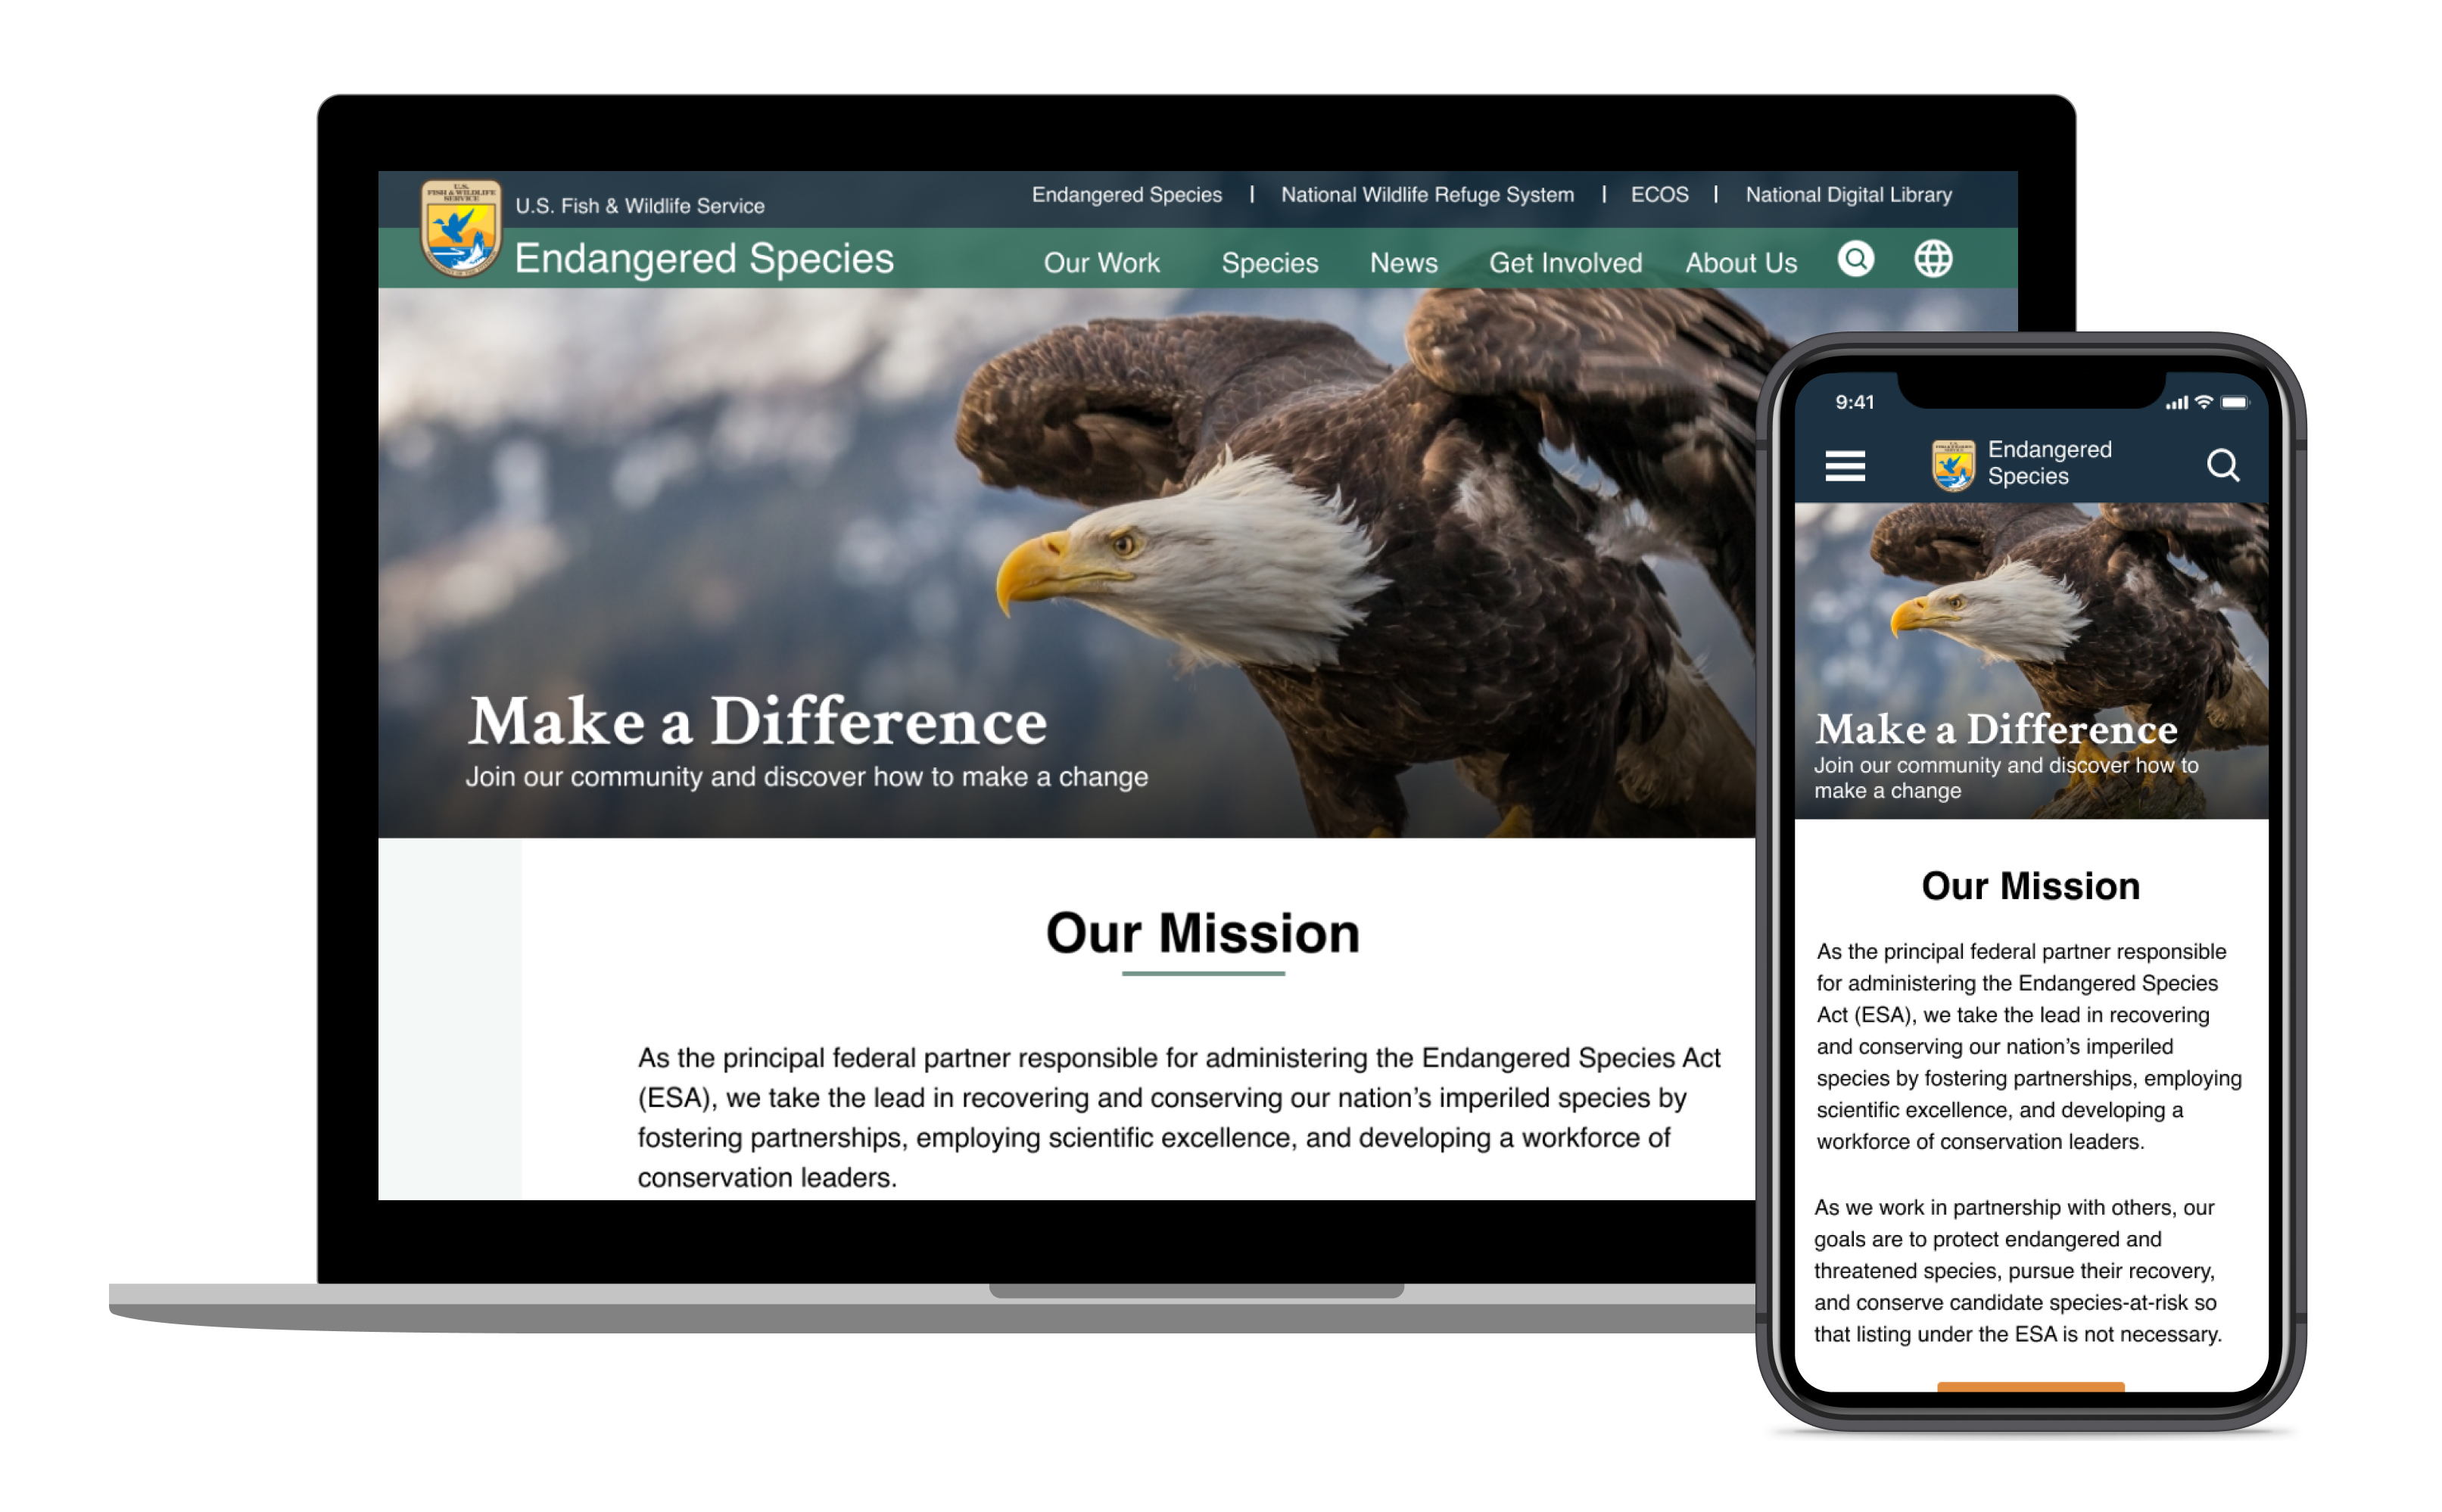 U.S.
FISH & WILDLIFE
SERVICE
U.S. Fish & Wildlife Service
Endangered Species | National Wildlife Refuge System | ECOS | National Digital Library
Endangered Species
Our Work Species News Get Involved About Us
Make a Difference
Join our community and discover how to make a change
Our Mission
As the principal federal partner responsible for administering the Endangered Species Act
(ESA), we take the lead in recovering and conserving our nation’s imperiled species by
fostering partnerships, employing scientific excellence, and developing a workforce of
conservation leaders.
9:41
Endangered
Species
Make a Difference
Join our community and discover how to
make a change
Our Mission
As the principal federal partner responsible
for administering the Endangered Species
Act (ESA), we take the lead in recovering
and conserving our nation’s imperiled
species by fostering partnerships, employing
scientific excellence, and developing a
workforce of conservation leaders.
As we work in partnership with others, our
goals are to protect endangered and
threatened species, pursue their recovery,
and conserve candidate species-at-risk so
that listing under the ESA is not necessary.